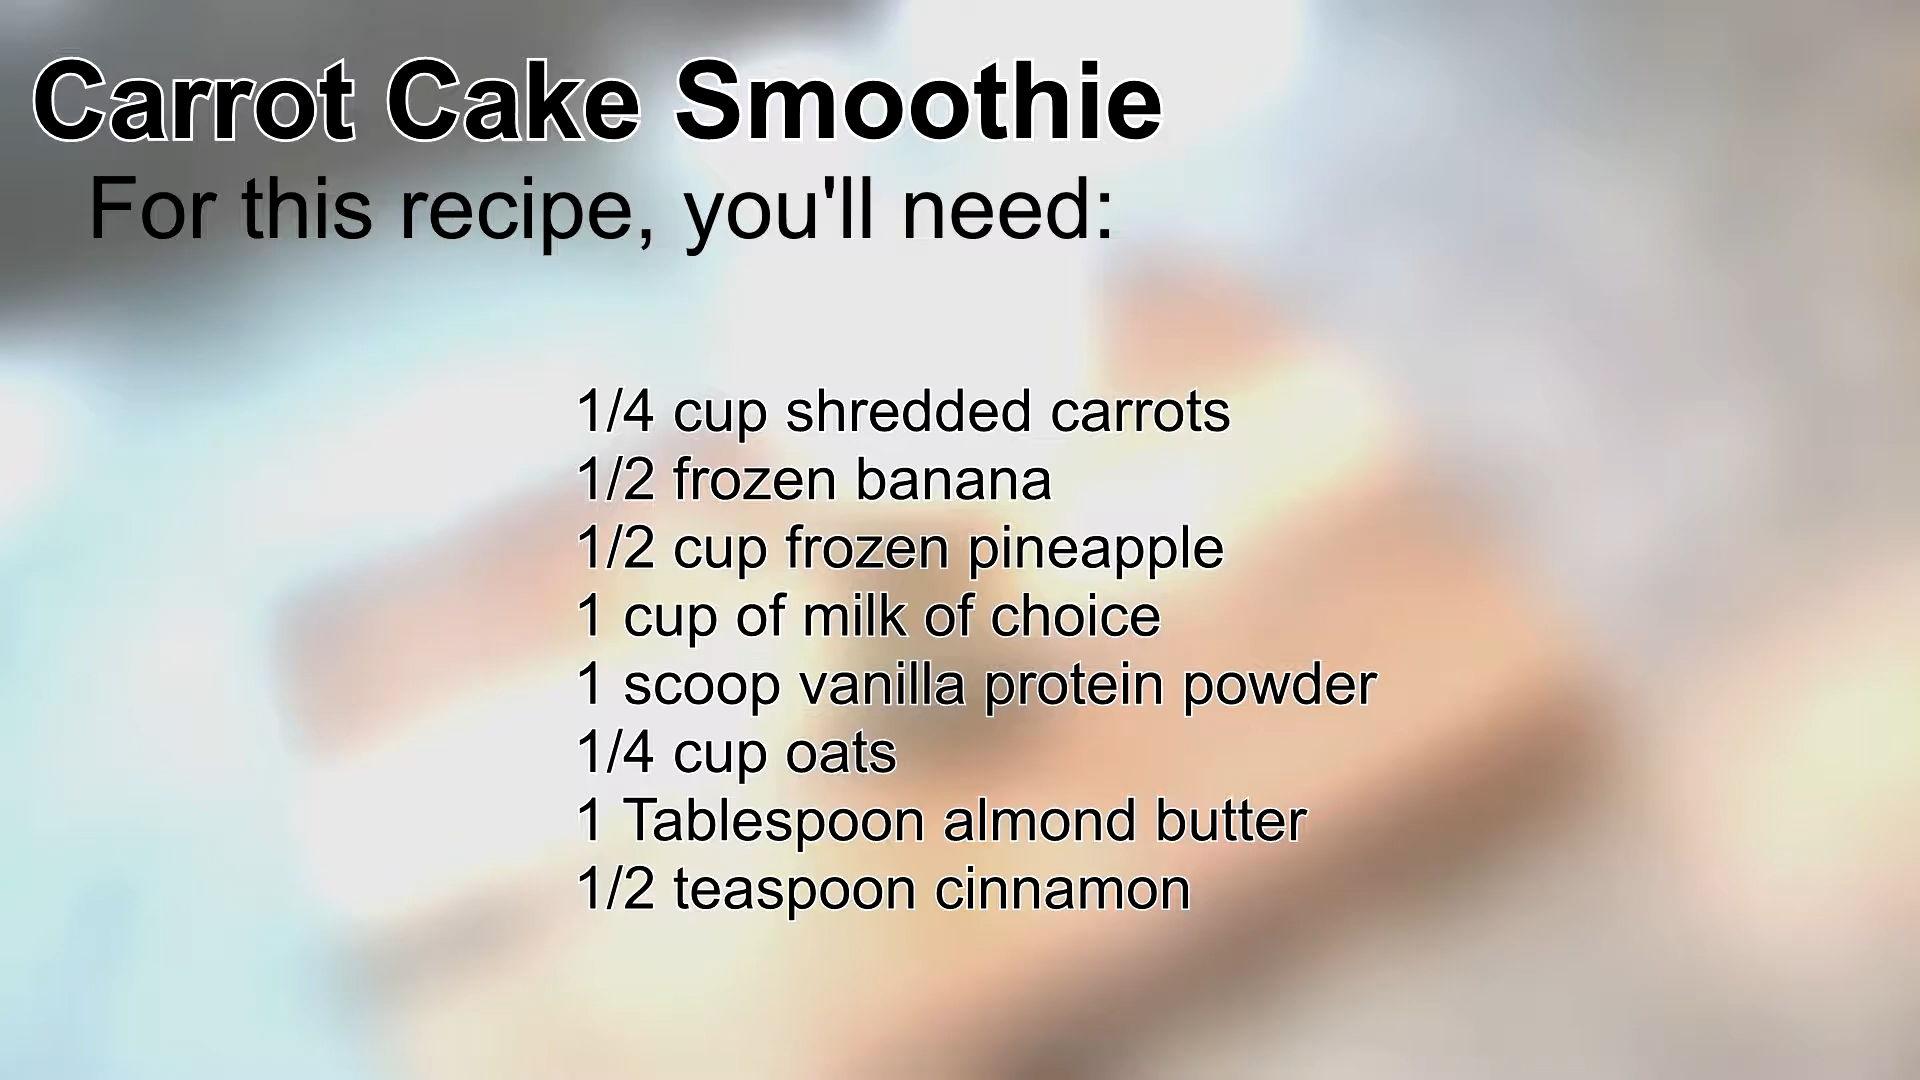 Carrot Cake Smoothie
For this recipe, you'll need:
1/4 cup shredded carrots
1/2 frozen banana
1/2 cup frozen pineapple
1 cup of milk of choice
1 scoop vanilla protein powder
1/4 cup oats
1 Tablespoon almond butter
1/2 teaspoon cinnamon